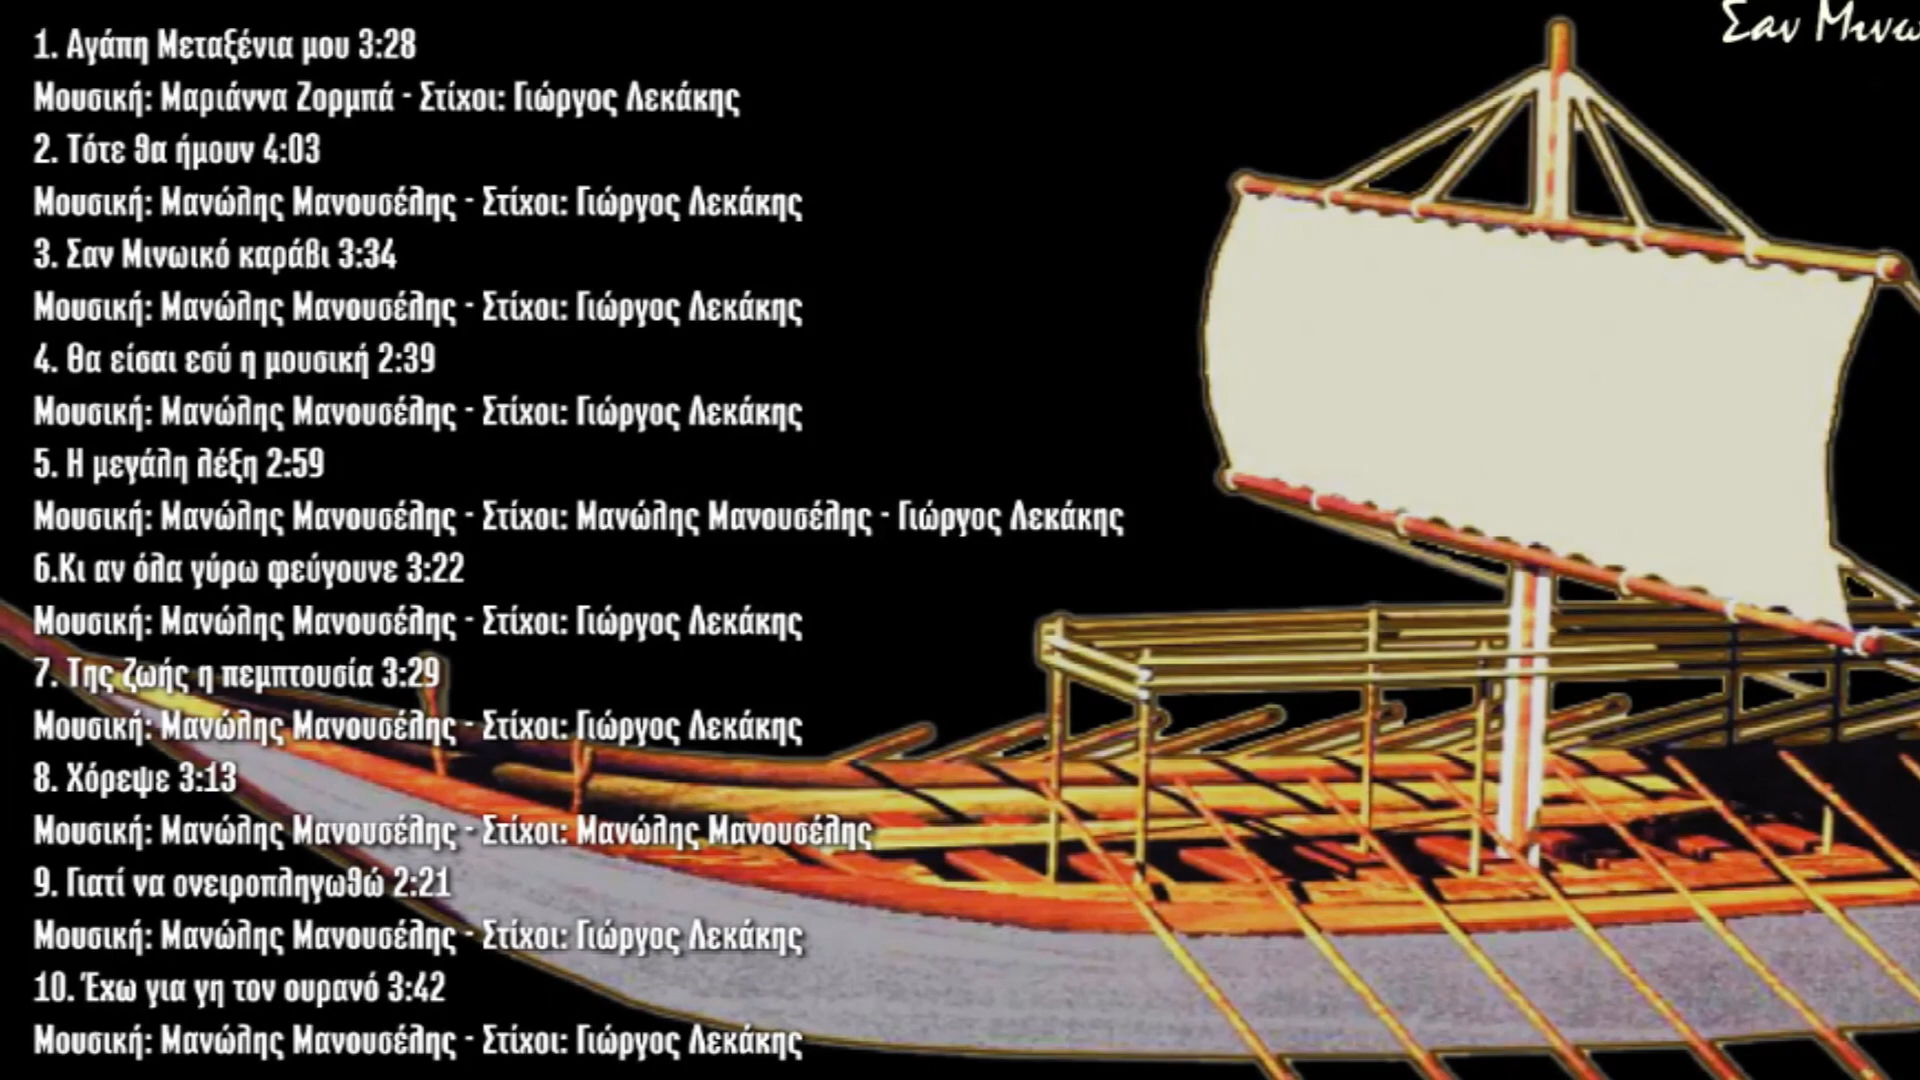 Σαν
1. Αγάπη Μεταξένια μου 3:28
Μουσική: Μαριάννα Ζορμπά - Στίχοι: Γιώργος Λεκάκης
2. Τότε θα ήμουν 4:03
Μουσική: Μανώλης Μανουσέλης - Στίχοι: Γιώργος Λεκάκης
3. Σαν Μινωικό καράβι 3:34
Μουσική: Μανώλης Μανουσέλης - Στίχοι: Γιώργος Λεκάκης
4. Θα είσαι εσύ η μουσική 2:39
Μουσική: Μανώλης Μανουσέλης - Στίχοι: Γιώργος Λεκάκης
5. Η μεγάλη λέξη 2:59
Μουσική: Μανώλης Μανουσέλης - Στίχοι: Μανώλης Μανουσέλης - Γιώργος Λεκάκης
6.Κι αν όλα γύρω φεύγουνε 3:22
Μουσική: Μανώλης Μανουσέλης - Στίχοι: Γιώργος Λεκάκης
7. Της ζωής η πεμπτουσία 3:29
Μουσική: Μανώλης Μανουσέλης - Στίχοι: Γιώργος Λεκάκης
8. Χόρεψε 3:13
Μουσική: Μανώλης Μανουσέλης - Στίχοι: Μανώλης Μανουσέλης
9. Γιατί να ονειροπληγωθώ 2:21
Μουσική: Μανώλης Μανουσέλης - Στίχοι: Γιώργος Λεκάκης
10. Έχω για γη τον ουρανό 3:42
Μουσική: Μανώλης Μανουσέλης - Στίχοι: Γιώργος Λεκάκης